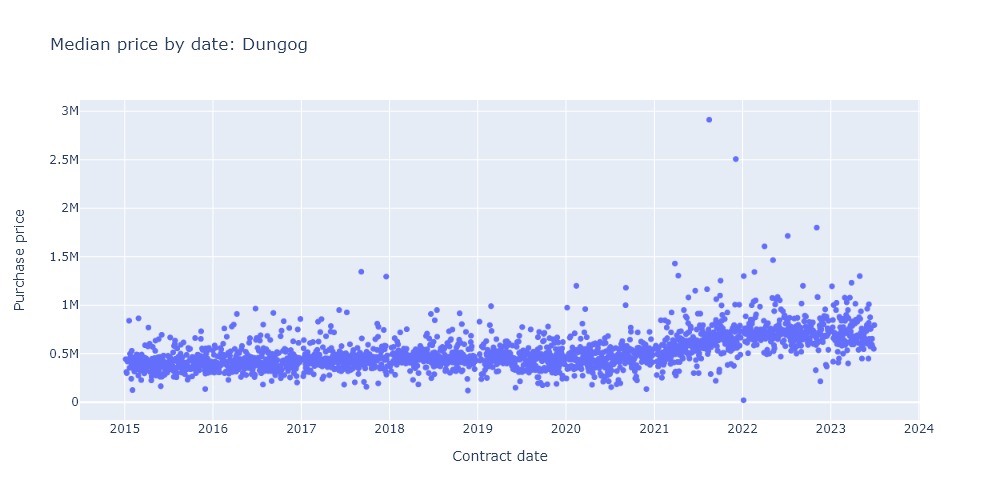 Median price by date: Dungog
3M
2.5M
2M
1.5M
1M
0.5M
0
Purchase price
2015 2016 2017 2018 2019 2020 2021 2022 2023 2024
Contract date